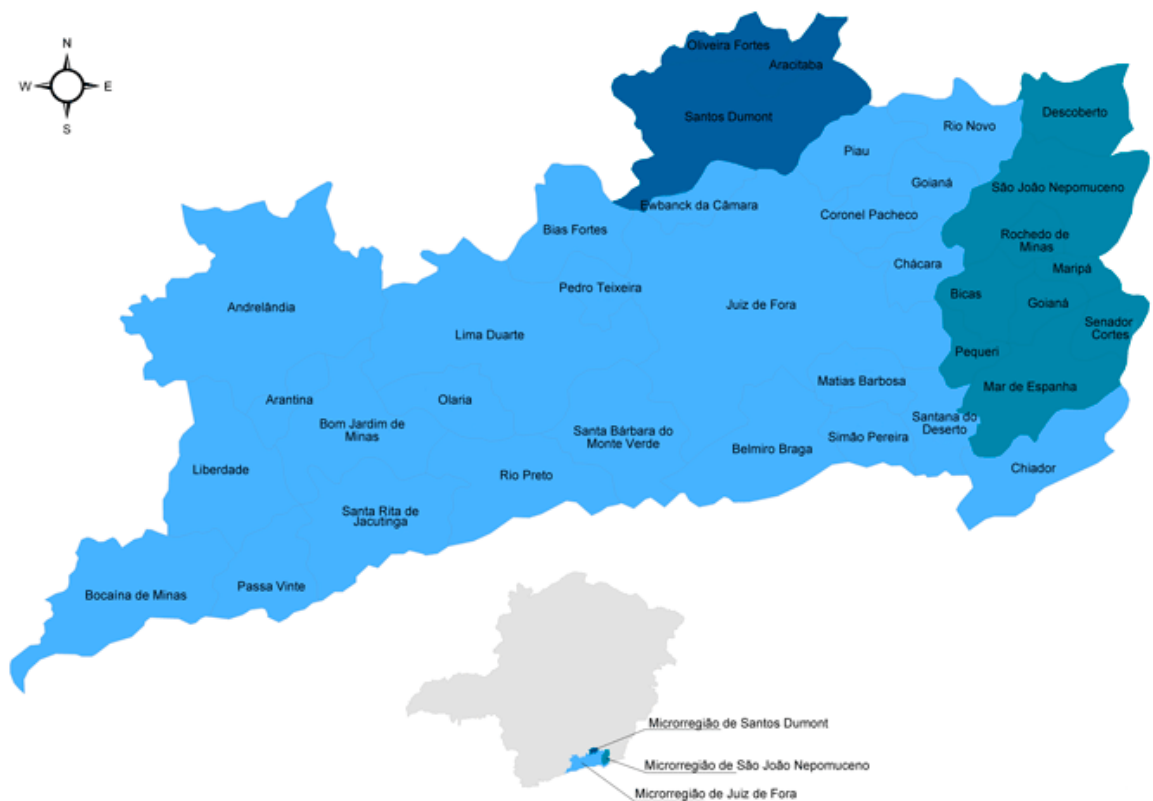 N
W
E
S
Oliveira Fortes
Aracitaba
Santos Dumont
Descoberto
Rio Novo
Piau
Goianá
São João Nepomuceno
Ewbanck da Câmara
Coronel Pacheco
Bias Fortes
Rochedo de
Minas
Chácara
Maripá
Pedro Teixeira
Bicas
Goianá
Andrelândia
Juiz de Fora
Senador
Cortes
Lima Duarte
Pequeri
Matias Barbosa
Mar de Espanha
Arantina
Olaria
Bom Jardim de
Minas
Santana do
Deserto
Santa Bárbara do
Monte Verde
Simão Pereira
Belmiro Braga
Liberdade
Rio Preto
Chiador
Santa Rita de
Jacutinga
Passa Vinte
Bocaína de Minas
Microrregião de Santos Dumont
Microrregião de São João Nepomuceno
Microrregião de Juiz de Fora